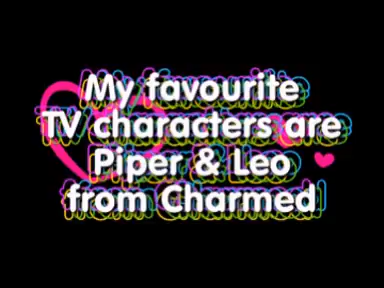 My favourite
TV characters are
Piper & Leo
from Charmed